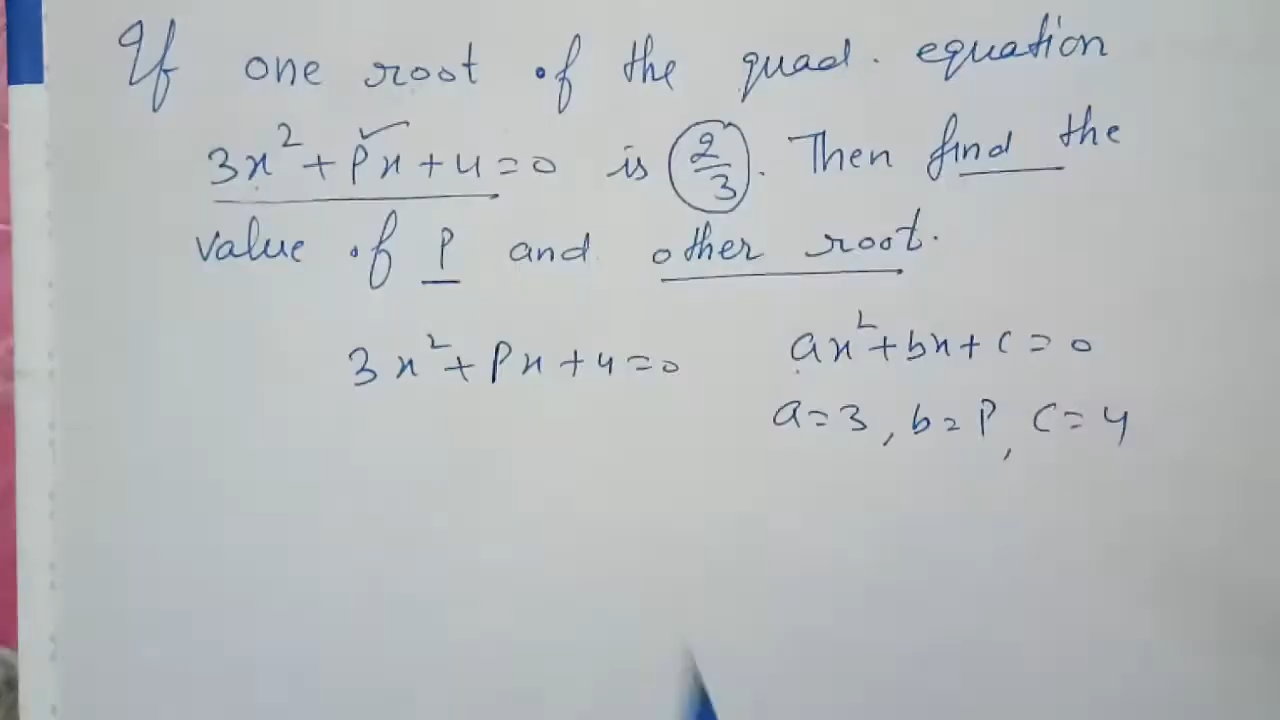 If one root of the quad. equation
3x² + Px + 4 = 0 is 2/3. Then find the
value of P and other root.
3x² + Px + 4 = 0
ax² + bx + c = 0
a = 3, b = P, c = 4